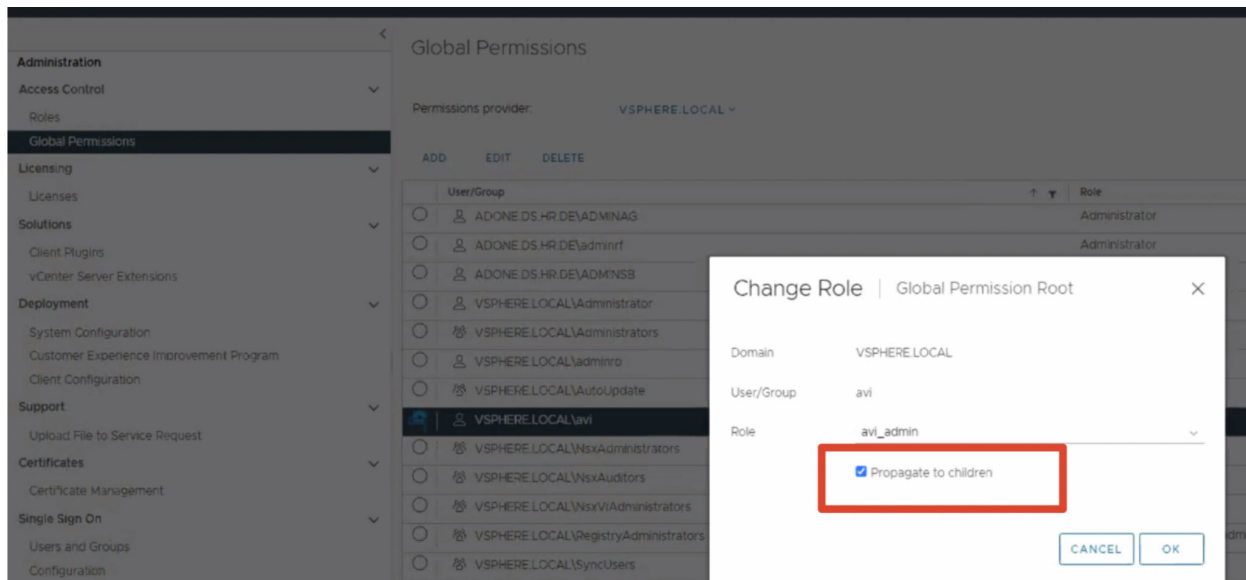 Administration
Access Control
Roles
Global Permissions
Licensing
Licenses
Solutions
Client Plugins
vCenter Server Extensions
Deployment
System Configuration
Customer Experience Improvement Program
Client Configuration
Support
Upload File to Service Request
Certificates
Certificate Management
Single Sign On
Users and Groups
Configuration
Global Permissions
Permissions provider: VSPHERE.LOCAL
ADD EDIT DELETE
User/Group Role
ADONE.DS.HR.DE\ADMINAG Administrator
ADONE.DS.HR.DE\adminrf Administrator
ADONE.DS.HR.DE\ADMINSB
VSPHERE.LOCAL\Administrator
VSPHERE.LOCAL\Administrators
VSPHERE.LOCAL\adminro
VSPHERE.LOCAL\AutoUpdate
VSPHERE.LOCAL\avi
VSPHERE.LOCAL\NsxAdministrators
VSPHERE.LOCAL\NsxAuditors
VSPHERE.LOCAL\NsxViAdministrators
VSPHERE.LOCAL\RegistryAdministrators
VSPHERE.LOCAL\SyncUsers
Change Role | Global Permission Root
Domain VSPHERE.LOCAL
User/Group avi
Role avi_admin
Propagate to children
CANCEL OK